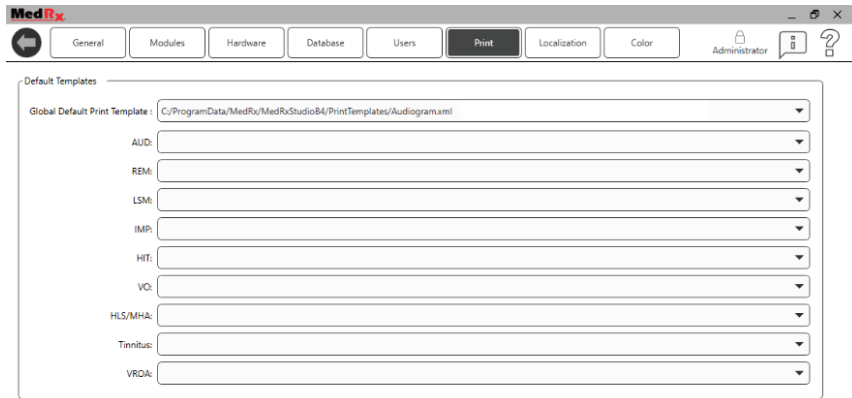 MedRx
General Modules Hardware Database Users Print Localization Color Administrator i ?
Default Templates
Global Default Print Template : C:/ProgramData/MedRx/MedRxStudioB4/PrintTemplates/Audiogram.xml
AUD:
REM:
LSM:
IMP:
HIT:
VO:
HLS/MHA:
Tinnitus:
VROA: